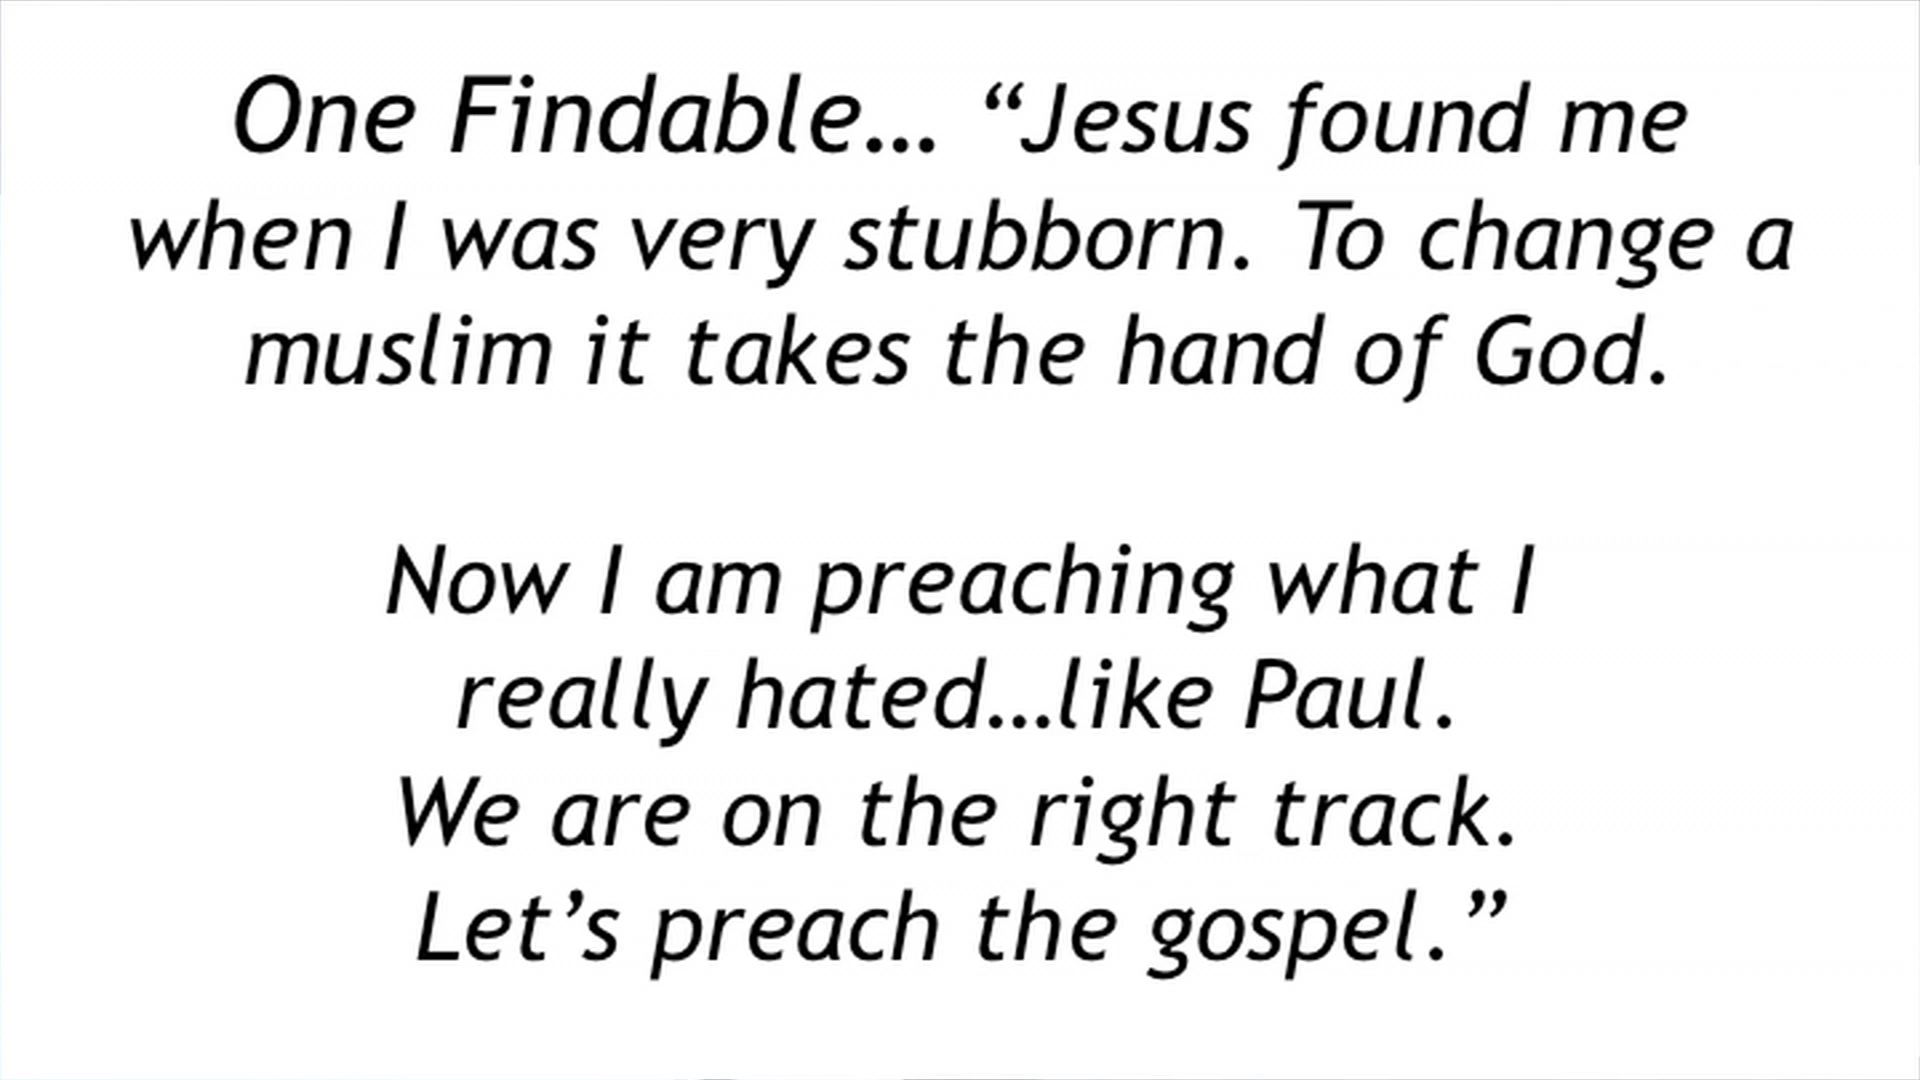 One Findable… “Jesus found me
when I was very stubborn. To change a
muslim it takes the hand of God.
Now I am preaching what I
really hated…like Paul.
We are on the right track.
Let’s preach the gospel.”